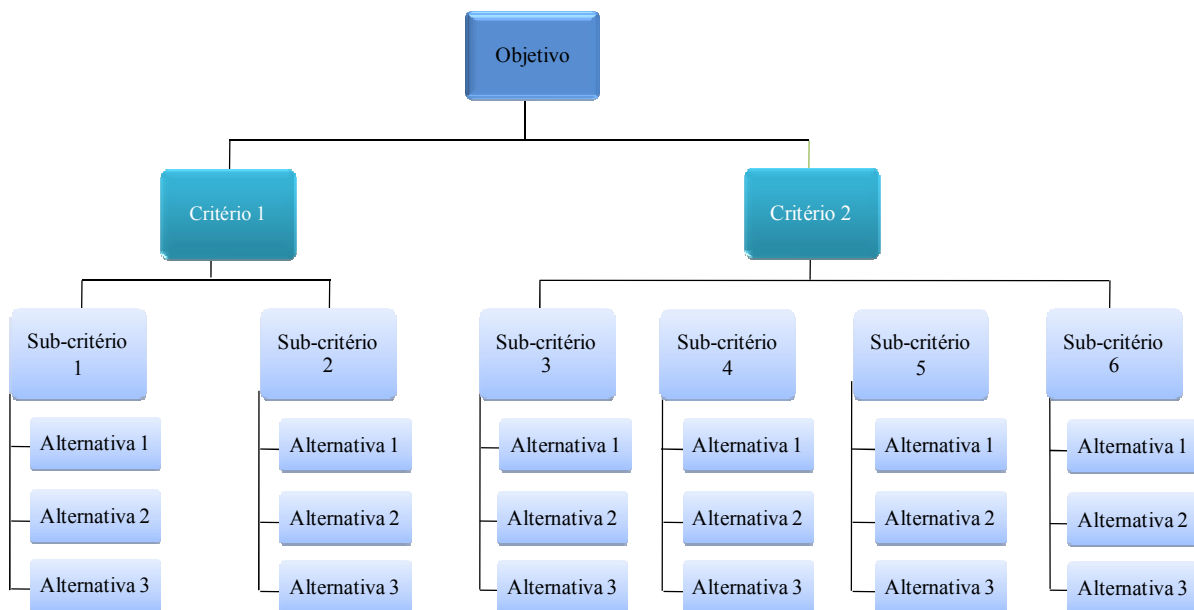 Objetivo
Critério 1
Critério 2
Sub-critério
1
Sub-critério
2
Sub-critério
3
Sub-critério
4
Sub-critério
5
Sub-critério
6
Alternativa 1
Alternativa 1
Alternativa 1
Alternativa 1
Alternativa 1
Alternativa 1
Alternativa 2
Alternativa 2
Alternativa 2
Alternativa 2
Alternativa 2
Alternativa 2
Alternativa 3
Alternativa 3
Alternativa 3
Alternativa 3
Alternativa 3
Alternativa 3